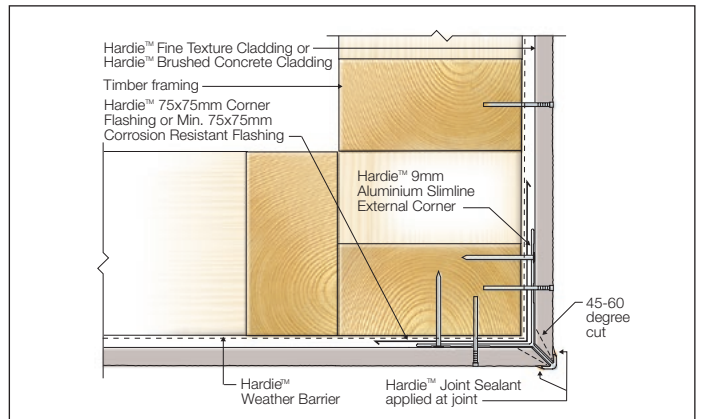 Hardie™ Fine Texture Cladding or
Hardie™ Brushed Concrete Cladding
Timber framing
Hardie™ 75x75mm Corner
Flashing or Min. 75x75mm
Corrosion Resistant Flashing
Hardie™ 9mm
Aluminium Slimline
External Corner
45-60
degree
cut
Hardie™
Weather Barrier
Hardie™ Joint Sealant
applied at joint